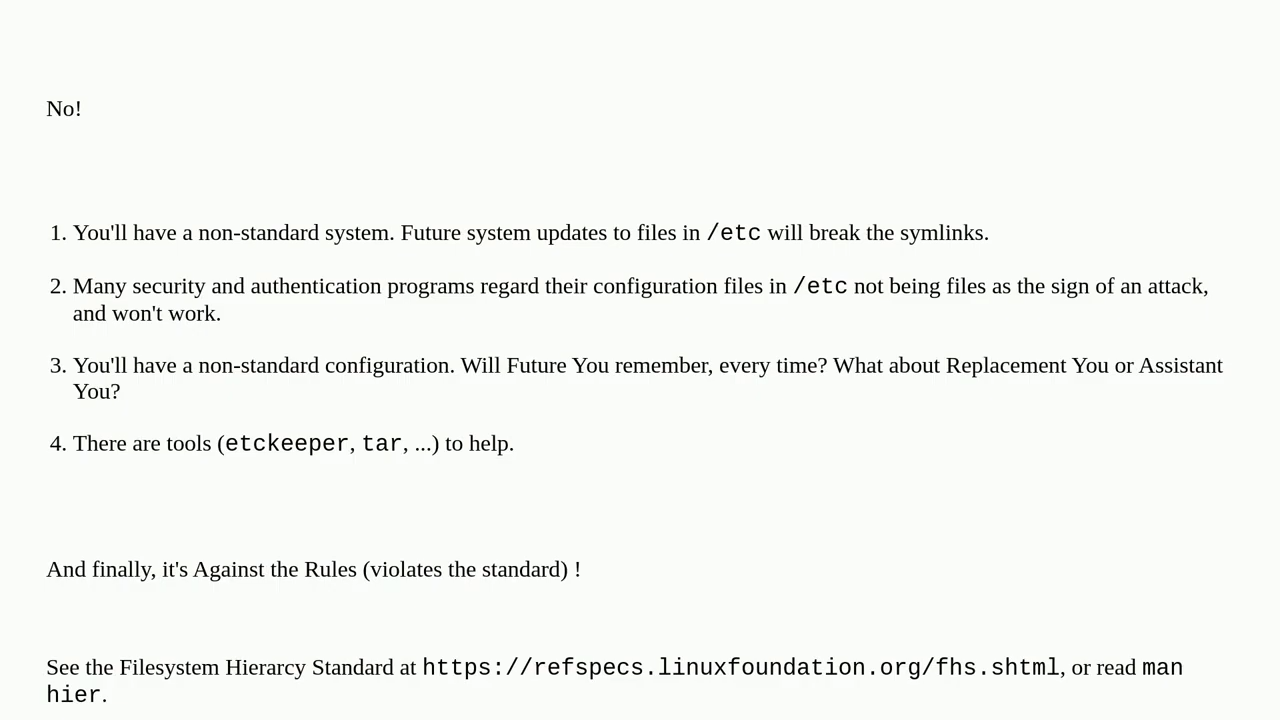 No!
1. You'll have a non-standard system. Future system updates to files in /etc will break the symlinks.
2. Many security and authentication programs regard their configuration files in /etc not being files as the sign of an attack,
and won't work.
3. You'll have a non-standard configuration. Will Future You remember, every time? What about Replacement You or Assistant
You?
4. There are tools (etckeeper, tar, ...) to help.
And finally, it's Against the Rules (violates the standard) !
See the Filesystem Hierarcy Standard at https://refspecs.linuxfoundation.org/fhs.shtml, or read man
hier.